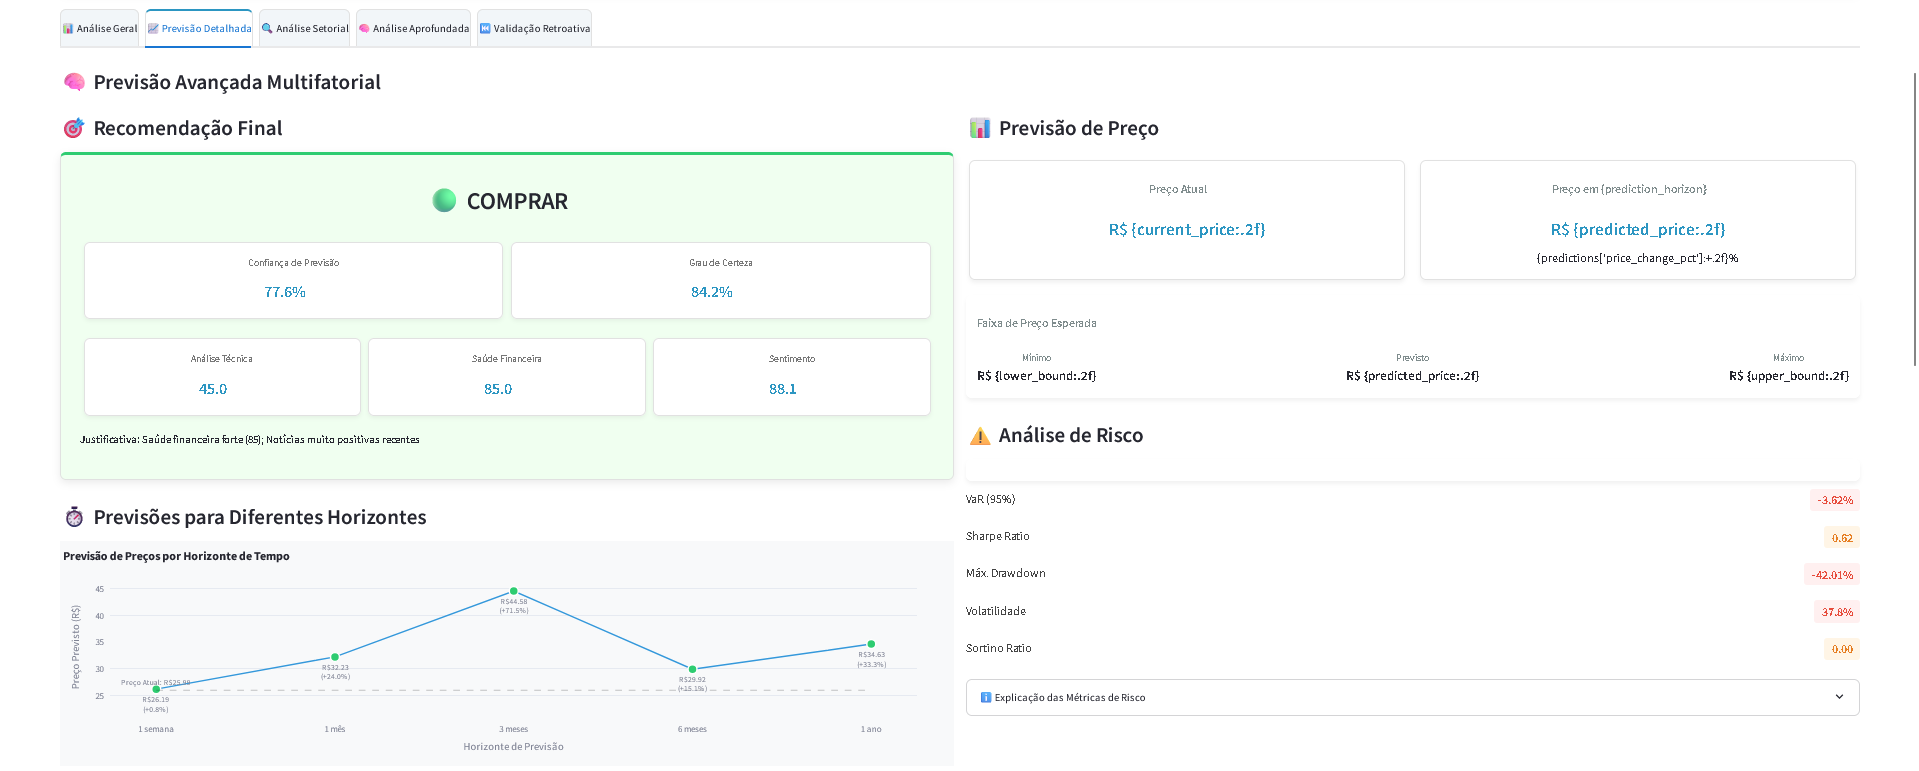 Análise Geral
Previsão Detalhada
Análise Setorial
Análise Aprofundada
Validação Retroativa
Previsão Avançada Multifatorial
Recomendação Final
COMPRAR
Confiança de Previsão
77.6%
Grau de Certeza
84.2%
Análise Técnica
45.0
Saúde Financeira
85.0
Sentimento
88.1
Justificativa: Saúde financeira forte (85); Notícias muito positivas recentes
Previsões para Diferentes Horizontes
Previsão de Preços por Horizonte de Tempo
Preço Previsto (R$)
45
40
35
30
25
Preço Atual: R$25.99
R$26.19
(+0.8%)
R$32.23
(+24.0%)
R$44.58
(+71.5%)
R$29.92
(+15.1%)
R$34.63
(+33.3%)
1 semana
1 mês
3 meses
6 meses
1 ano
Horizonte de Previsão
Previsão de Preço
Preço Atual
R$ {current_price:.2f}
Preço em {prediction_horizon}
R$ {predicted_price:.2f}
{predictions['price_change_pct']:+.2f}%
Faixa de Preço Esperada
Mínimo
R$ {lower_bound:.2f}
Previsto
R$ {predicted_price:.2f}
Máximo
R$ {upper_bound:.2f}
Análise de Risco
VaR (95%)
-3.62%
Sharpe Ratio
0.62
Máx. Drawdown
-42.01%
Volatilidade
37.8%
Sortino Ratio
0.00
Explicação das Métricas de Risco